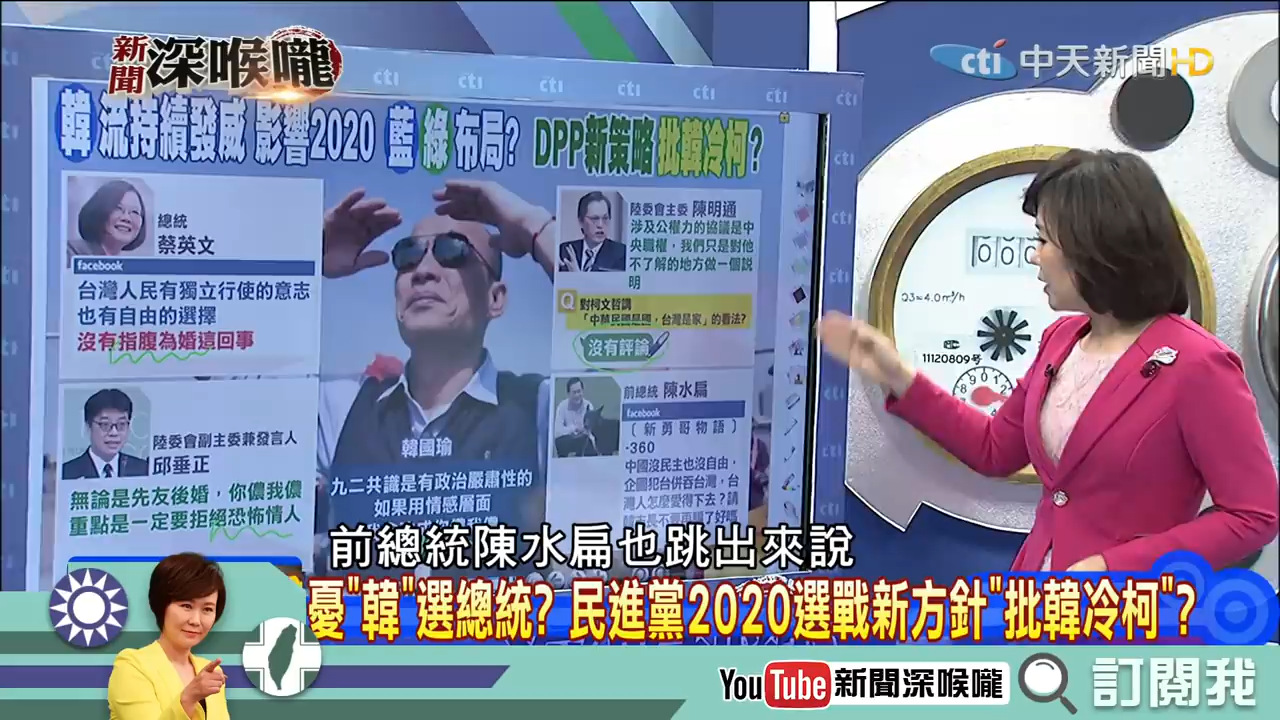 新聞深喉嚨
cti 中天新聞HD
韓流持續發威 影響2020 藍綠布局? DPP新策略批韓冷柯?
總統
蔡英文
facebook
台灣人民有獨立行使的意志
也有自由的選擇
沒有指腹為婚這回事
陸委會副主委兼發言人
邱垂正
無論是先友後婚，你儂我儂
重點是一定要拒絕恐怖情人
韓國瑜
九二共識是有政治嚴肅性的
如果用情感層面
陸委會主委 陳明通
涉及公權力的協議是中
央職權，我們只是對他
不了解的地方做一個說
明
Q 對柯文哲講
「中華民國是國，台灣是家」的看法?
沒有評論
前總統 陳水扁
facebook
〔新勇哥物語〕
-360
中國沒民主也沒自由，
企圖犯台併吞台灣，台
灣人怎麼愛得下去？請
Q3=4.0㎥/h
11120809号
前總統陳水扁也跳出來說
憂"韓"選總統? 民進黨2020選戰新方針"批韓冷柯"?
YouTube 新聞深喉嚨
訂閱我